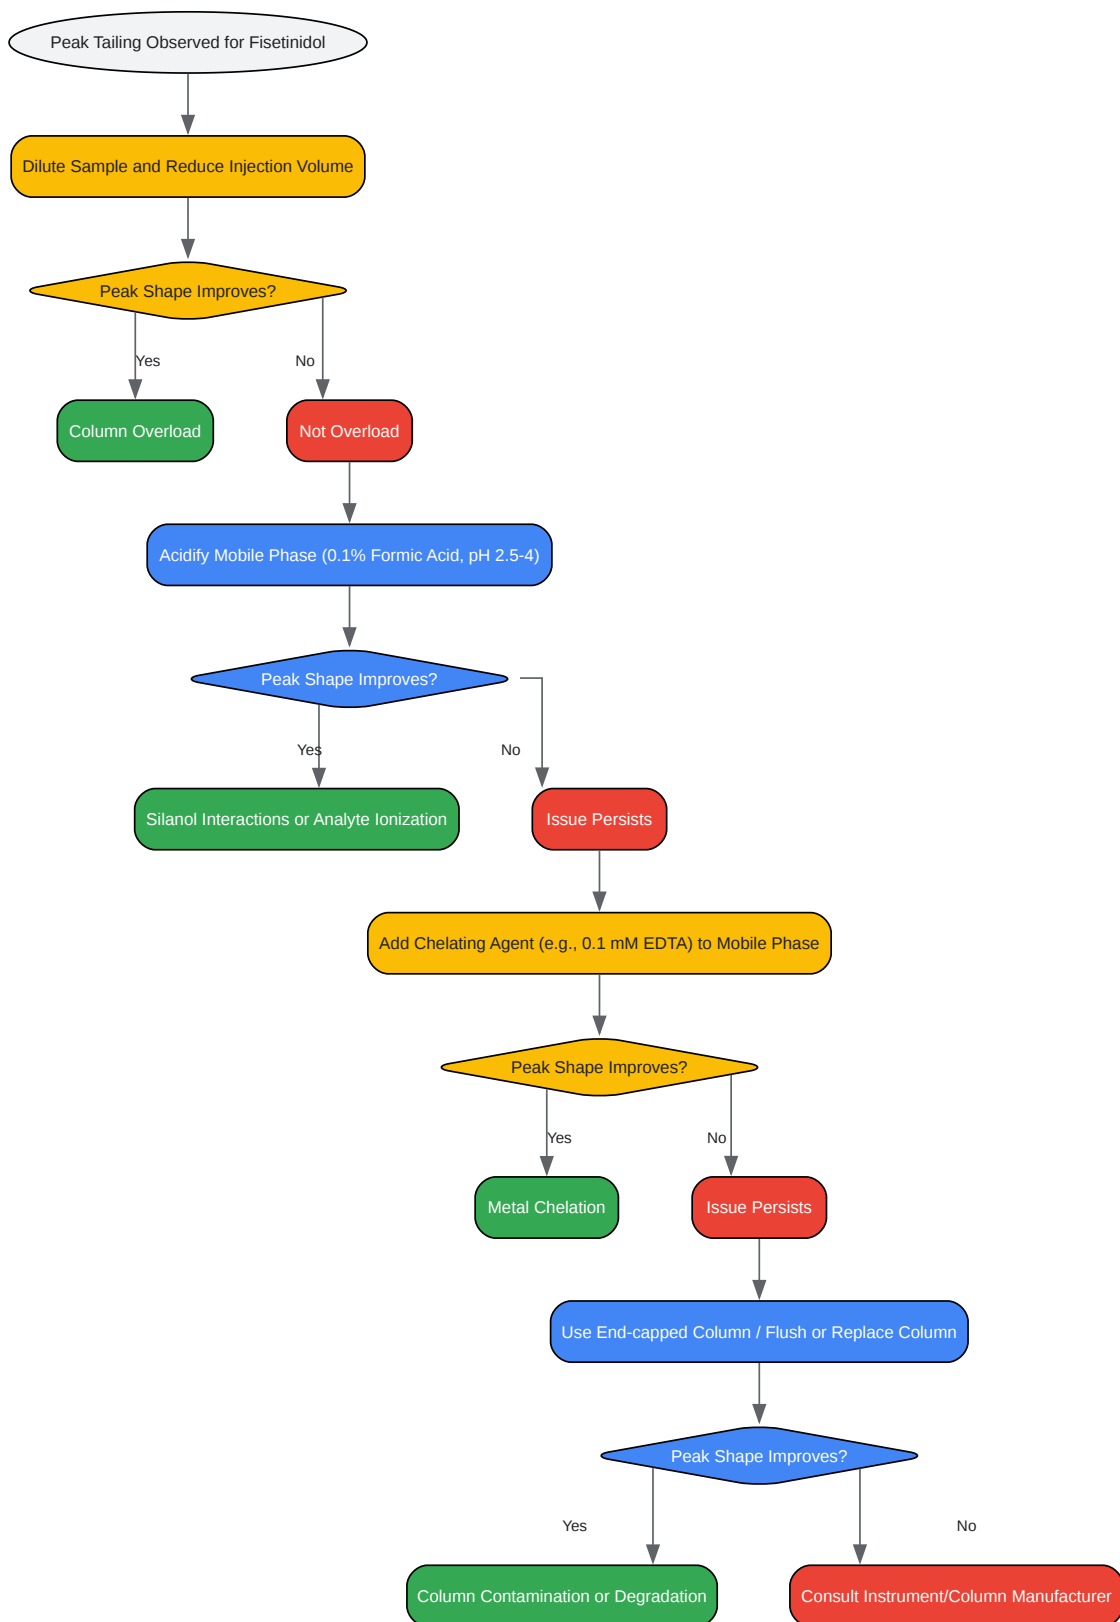 Peak Tailing Observed for Fisetinidol
Dilute Sample and Reduce Injection Volume
Peak Shape Improves?
Yes
No
Column Overload
Not Overload
Acidify Mobile Phase (0.1% Formic Acid, pH 2.5-4)
Peak Shape Improves?
Yes
No
Silanol Interactions or Analyte Ionization
Issue Persists
Add Chelating Agent (e.g., 0.1 mM EDTA) to Mobile Phase
Peak Shape Improves?
Yes
No
Metal Chelation
Issue Persists
Use End-capped Column / Flush or Replace Column
Peak Shape Improves?
Yes
No
Column Contamination or Degradation
Consult Instrument/Column Manufacturer